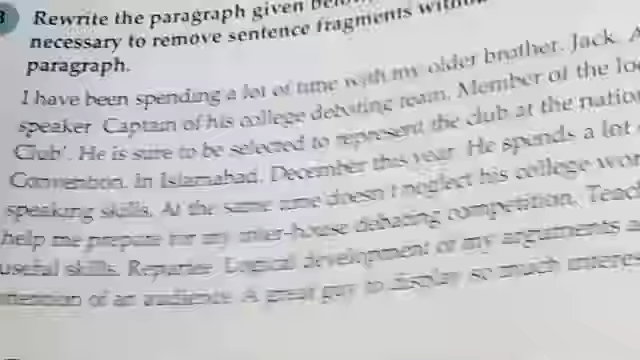 3 Rewrite the paragraph given
necessary to remove sentence fragments
paragraph.
I have been spending a lot of time with my older brother. Jack. A
speaker. Captain of his college debating team. Member of the
Club'. He is sure to be selected to represent the club at the
Convention. in Islamabad. December this year. He spends a lot
speaking skills. At the same time doesn't neglect his college
help me prepare for my inter-house debating competition.
useful skills. Repartee. Logical development of my arguments
of an audience. A great guy to display so much